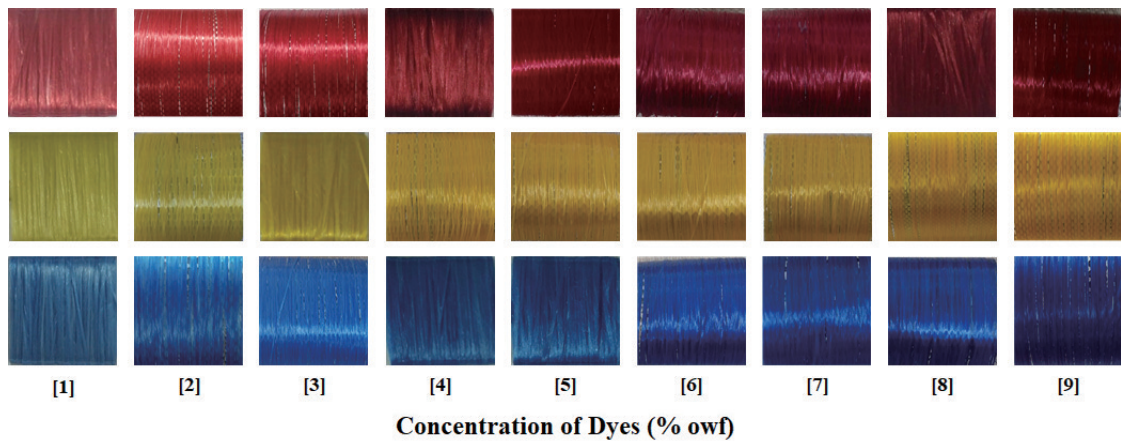 [1] [2] [3] [4] [5] [6] [7] [8] [9]
Concentration of Dyes (% owf)